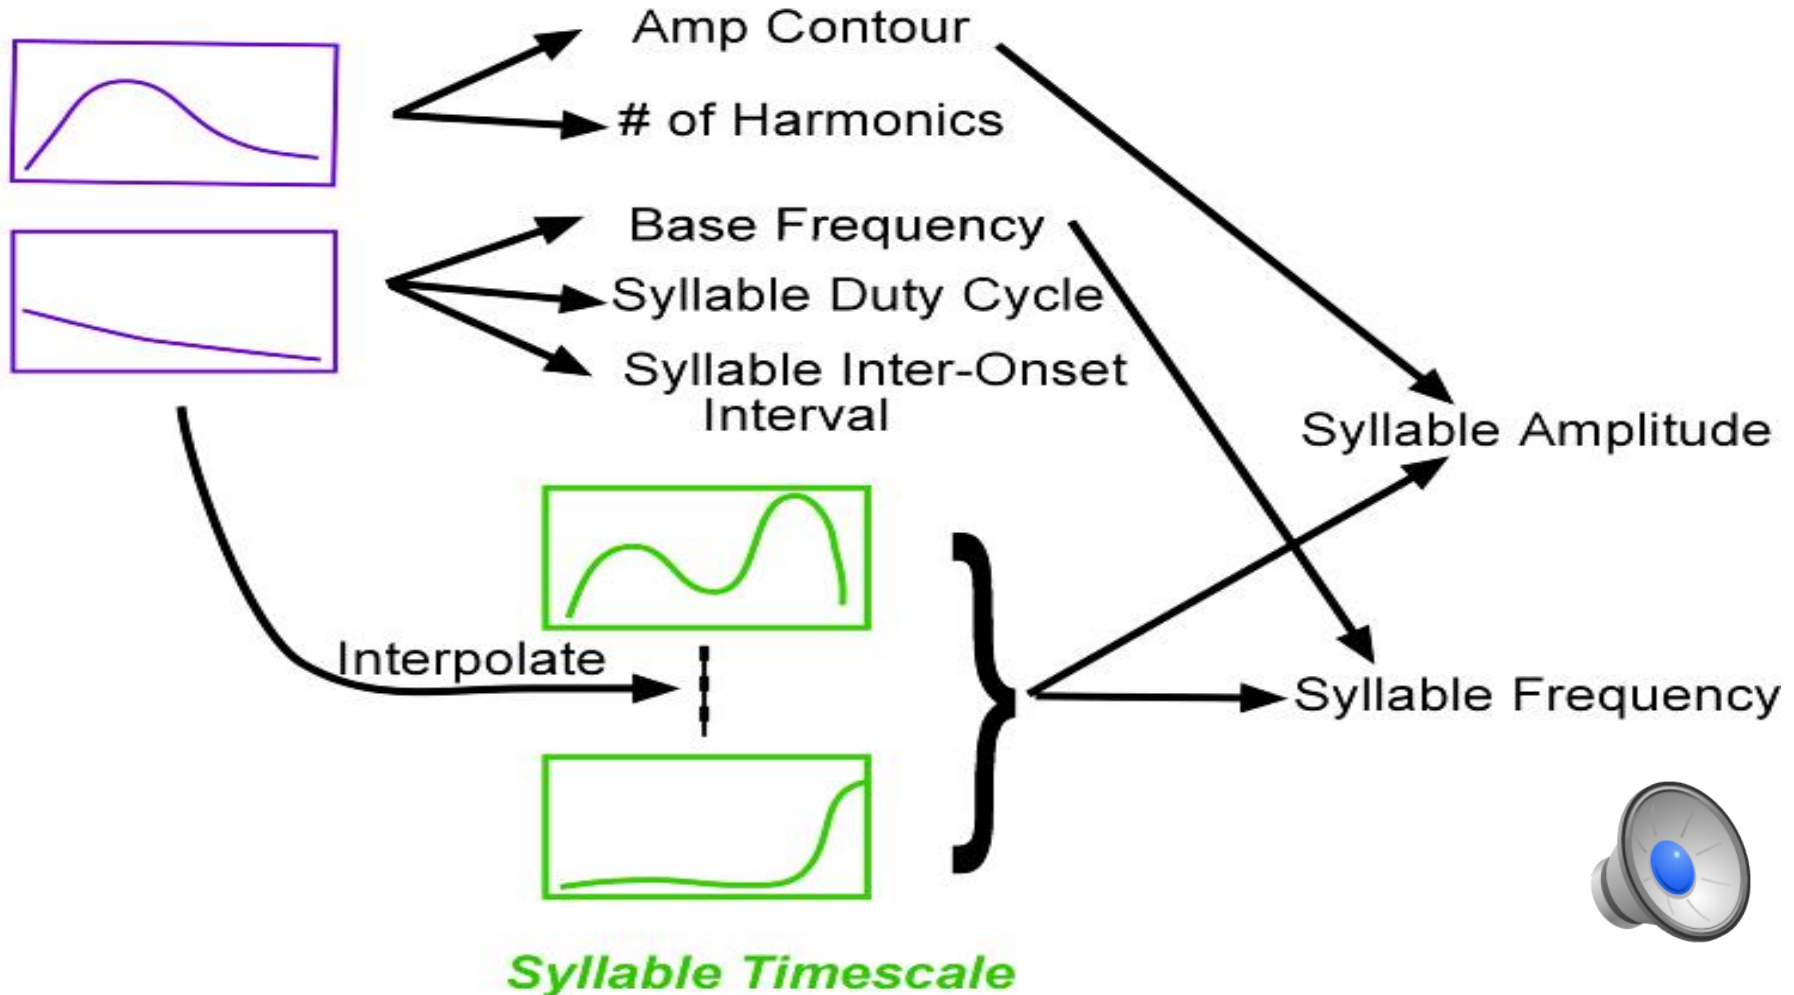 Amp Contour
# of Harmonics
Base Frequency
Syllable Duty Cycle
Syllable Inter-Onset
Interval
Syllable Amplitude
Interpolate
Syllable Frequency
Syllable Timescale